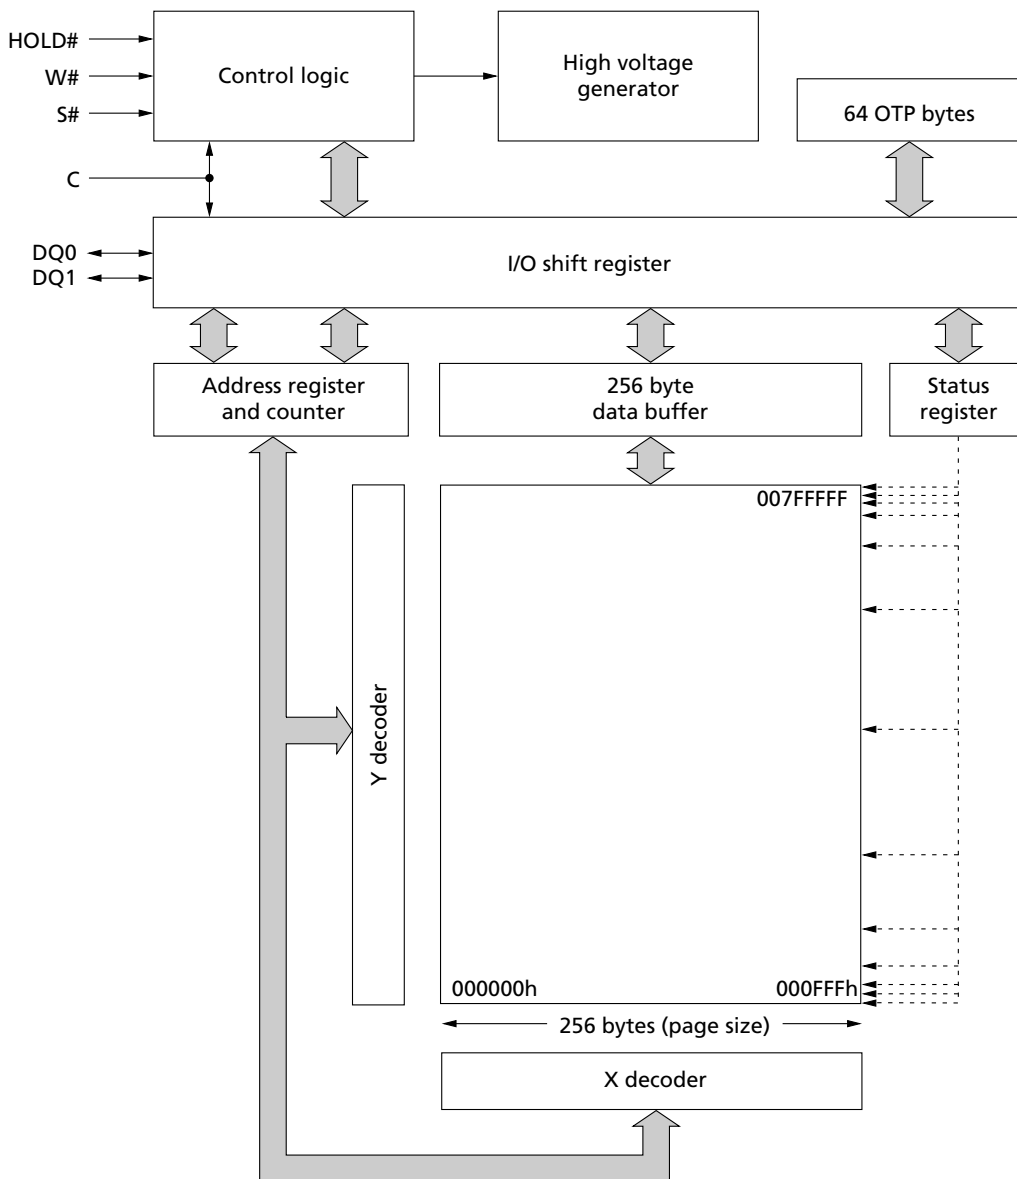 HOLD#
W#
S#
Control logic
High voltage
generator
64 OTP bytes
C
DQ0
DQ1
I/O shift register
Address register
and counter
256 byte
data buffer
Status
register
007FFFFF
Y decoder
000000h
000FFFh
256 bytes (page size)
X decoder